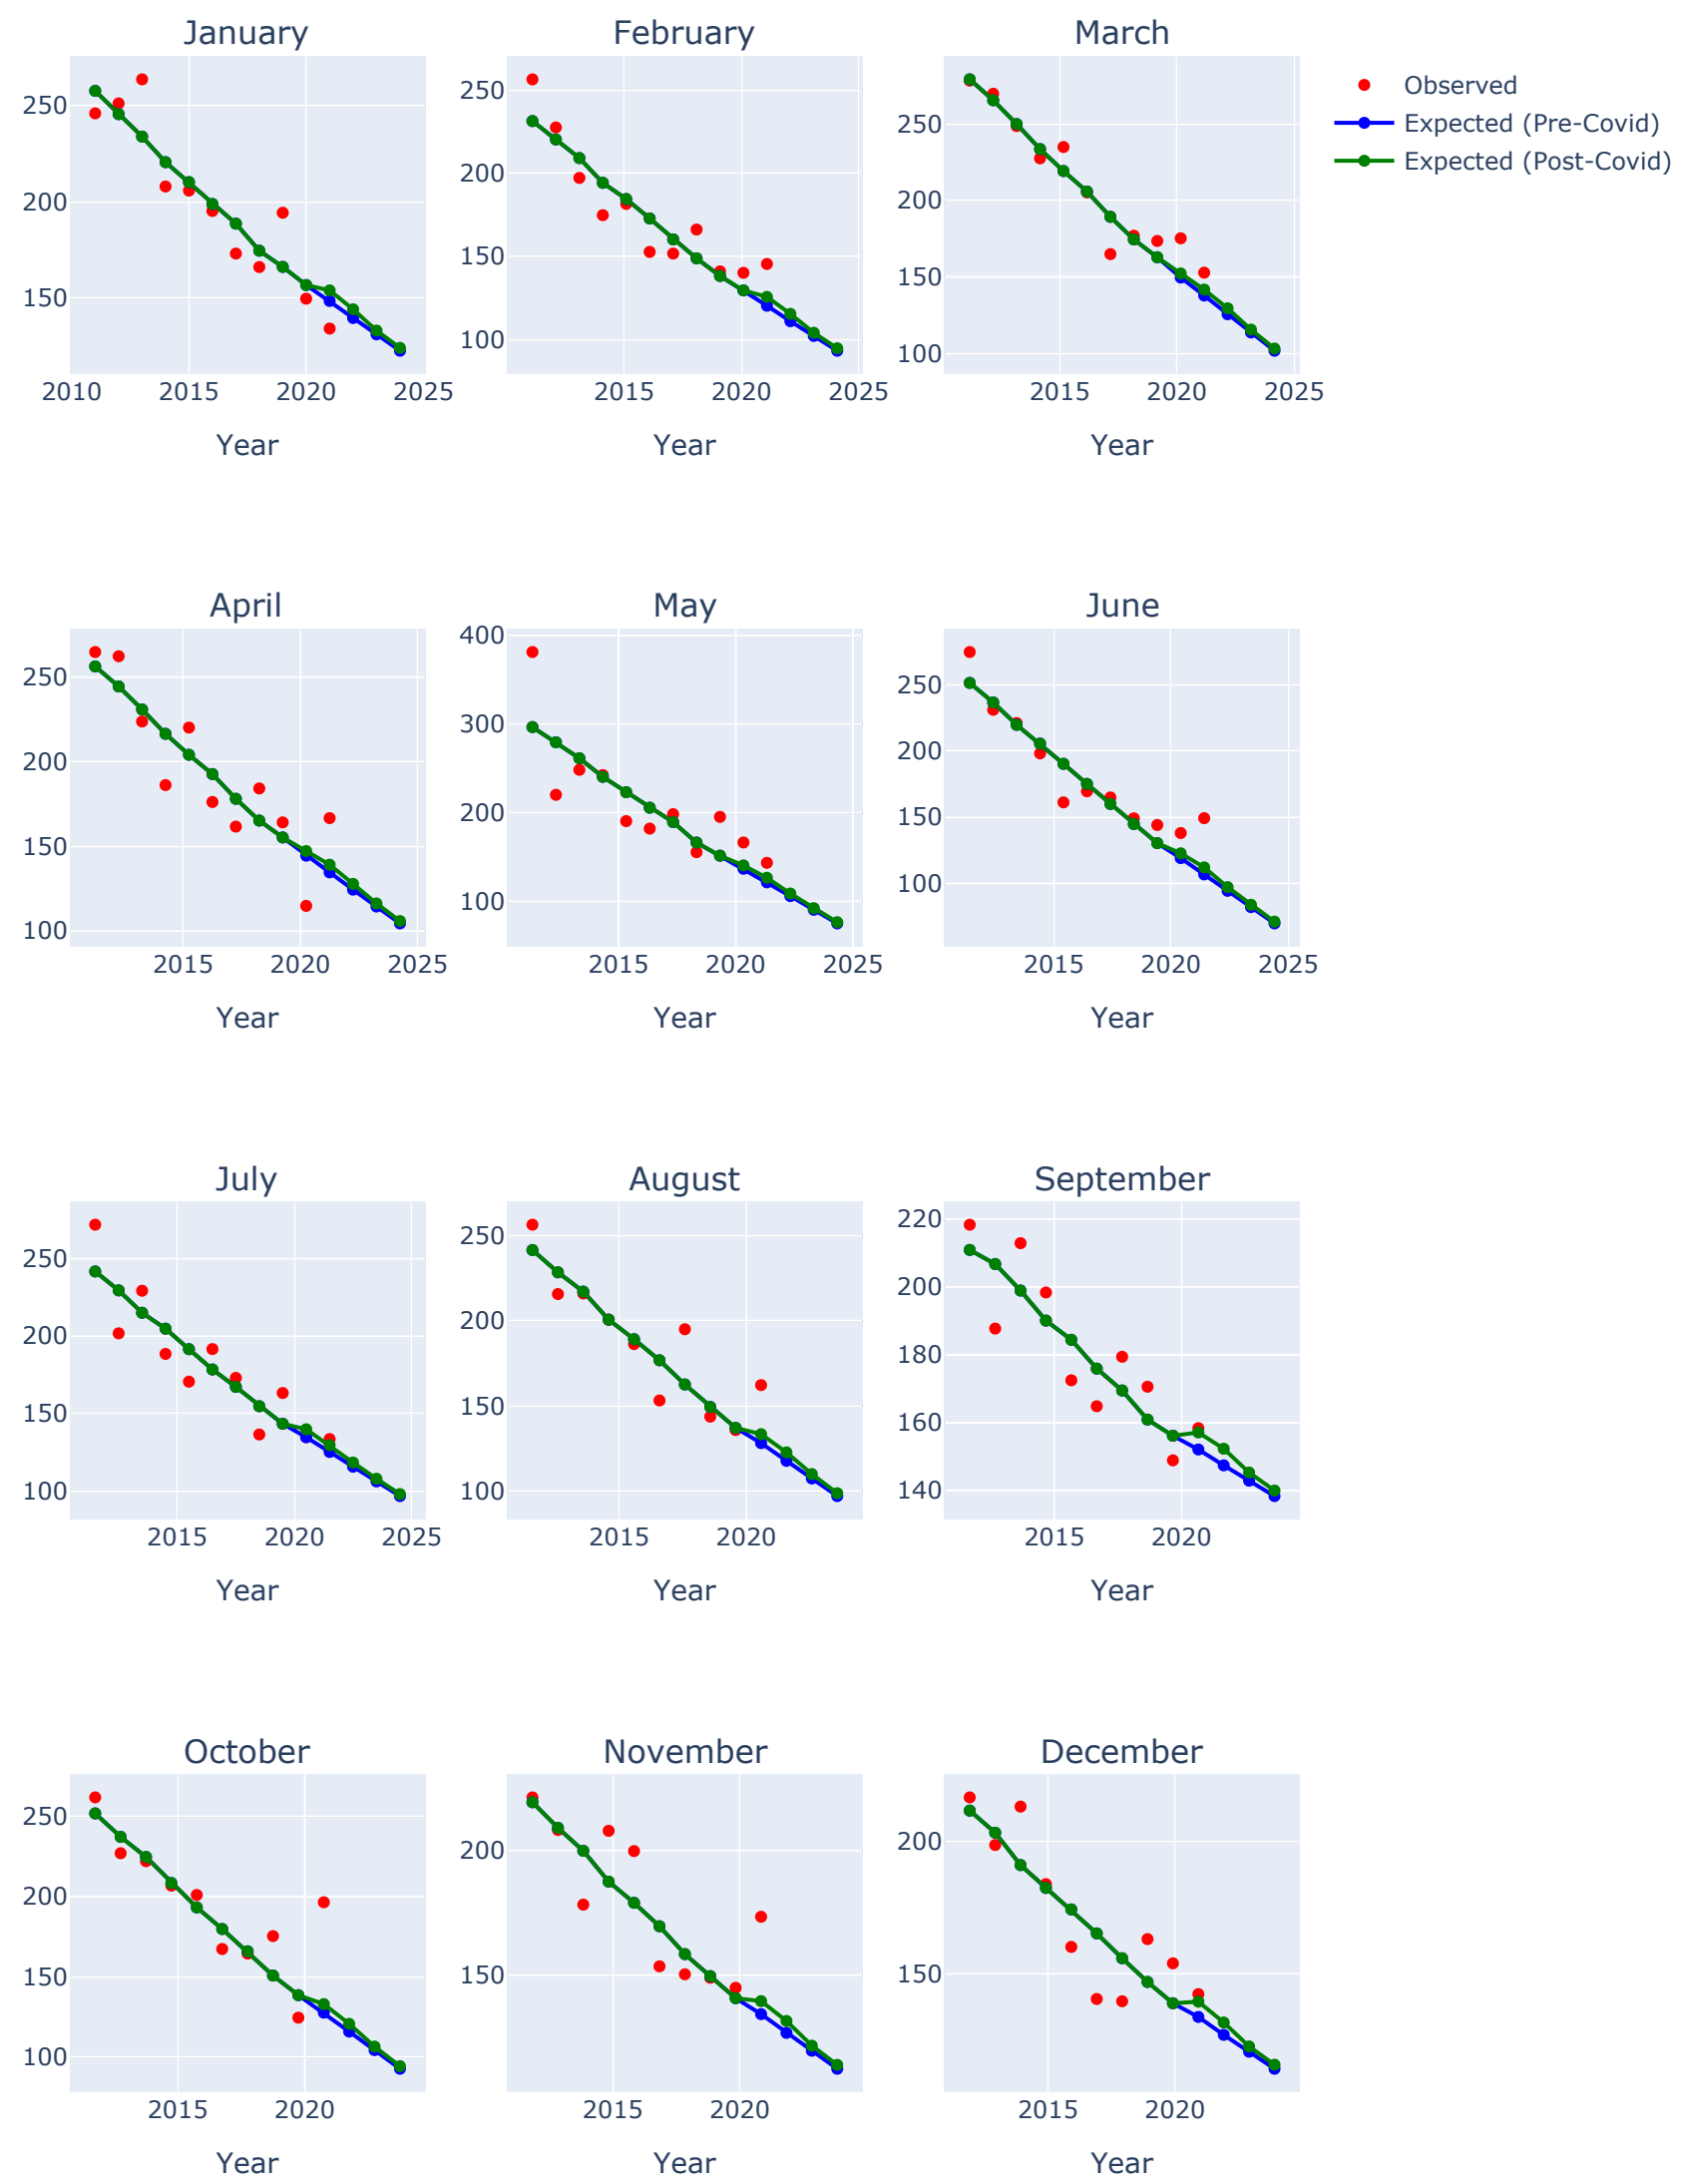 January
February
March
Observed
Expected (Pre-Covid)
Expected (Post-Covid)
250
200
150
250
200
150
100
250
200
150
100
2010 2015 2020 2025
2015 2020 2025
2015 2020 2025
Year
Year
Year
April
May
June
250
200
150
100
400
300
200
100
250
200
150
100
2015 2020 2025
2015 2020 2025
2015 2020 2025
Year
Year
Year
July
August
September
250
200
150
100
250
200
150
100
220
200
180
160
140
2015 2020 2025
2015 2020
2015 2020
Year
Year
Year
October
November
December
250
200
150
100
200
150
200
150
2015 2020
2015 2020
2015 2020
Year
Year
Year